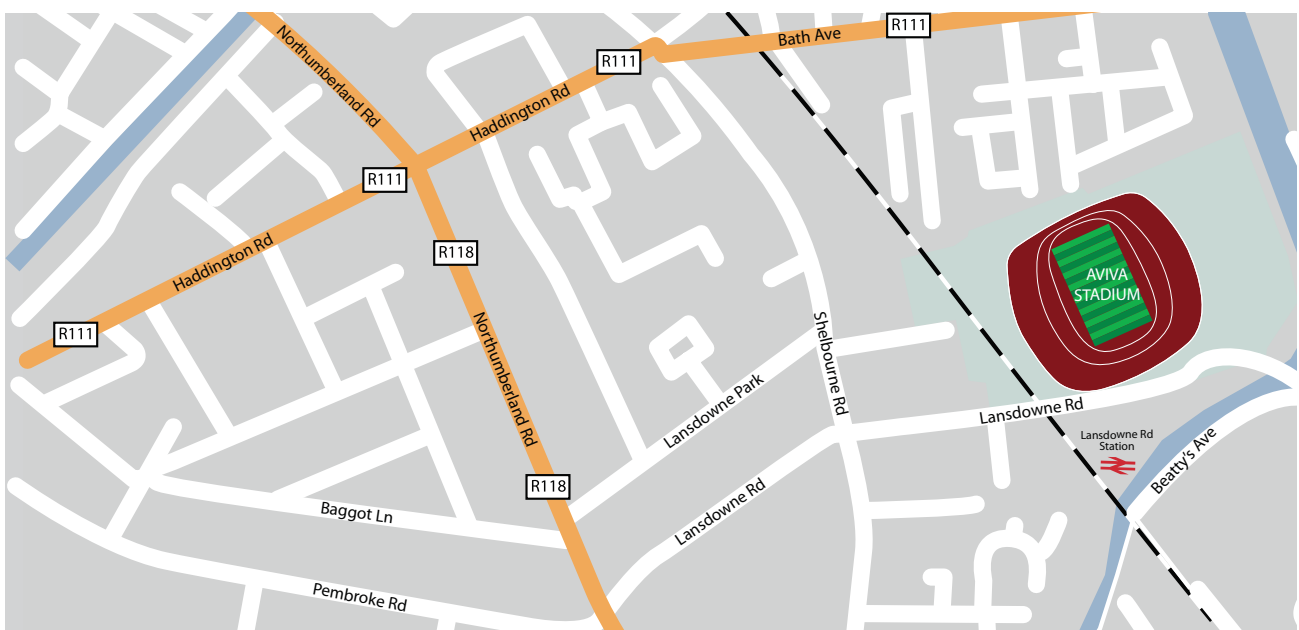 R111
Bath Ave
Northumberland Rd
R111
Haddington Rd
R111
Haddington Rd
R118
R111
AVIVA
STADIUM
Northumberland Rd
Shelbourne Rd
Lansdowne Park
Lansdowne Rd
Lansdowne Rd
Station
Beatty's Ave
R118
Lansdowne Rd
Baggot Ln
Pembroke Rd